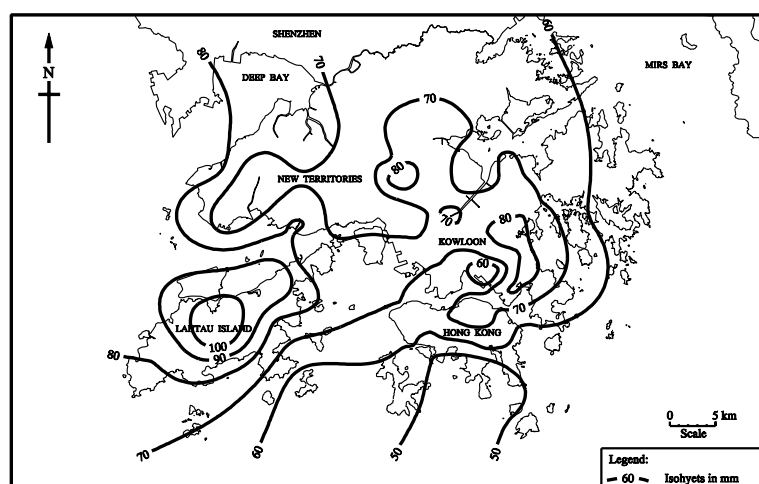 SHENZHEN
60
80
70
MIRS BAY
DEEP BAY
N
70
80
NEW TERRITORIES
70
80
KOWLOON
60
70
LANTAU ISLAND
HONG KONG
100
90
80
70
60
50
50
0 5 km
Scale
Legend:
60 Isohyets in mm